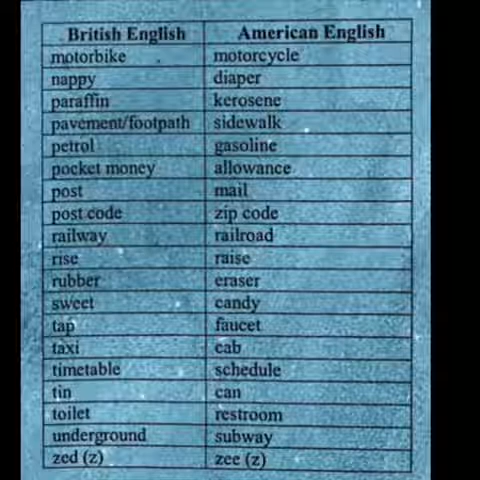 British English American English
motorbike motorcycle
nappy diaper
paraffin kerosene
pavement/footpath sidewalk
petrol gasoline
pocket money allowance
post mail
post code zip code
railway railroad
rise raise
rubber eraser
sweet candy
tap faucet
taxi cab
timetable schedule
tin can
toilet restroom
underground subway
zed (z) zee (z)